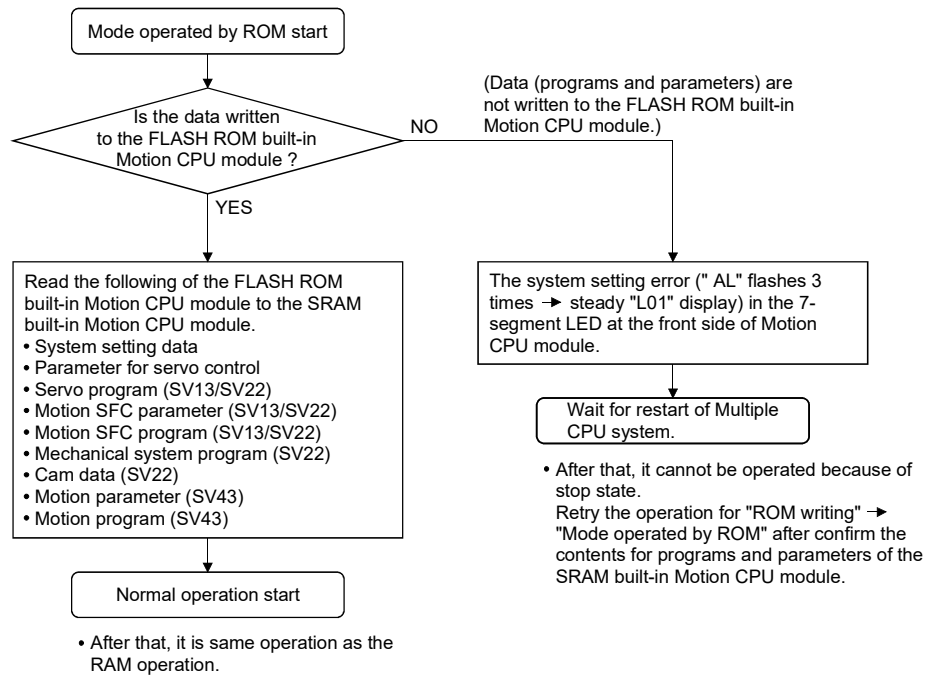 Mode operated by ROM start
(Data (programs and parameters) are
not written to the FLASH ROM built-in
Motion CPU module.)
Is the data written
to the FLASH ROM built-in
Motion CPU module ?
NO
YES
Read the following of the FLASH ROM
built-in Motion CPU module to the SRAM
built-in Motion CPU module.
• System setting data
• Parameter for servo control
• Servo program (SV13/SV22)
• Motion SFC parameter (SV13/SV22)
• Motion SFC program (SV13/SV22)
• Mechanical system program (SV22)
• Cam data (SV22)
• Motion parameter (SV43)
• Motion program (SV43)
The system setting error (" AL" flashes 3
times → steady "L01" display) in the 7-
segment LED at the front side of Motion
CPU module.
Wait for restart of Multiple
CPU system.
• After that, it cannot be operated because of
stop state.
Retry the operation for "ROM writing" →
"Mode operated by ROM" after confirm the
contents for programs and parameters of the
SRAM built-in Motion CPU module.
Normal operation start
• After that, it is same operation as the
RAM operation.